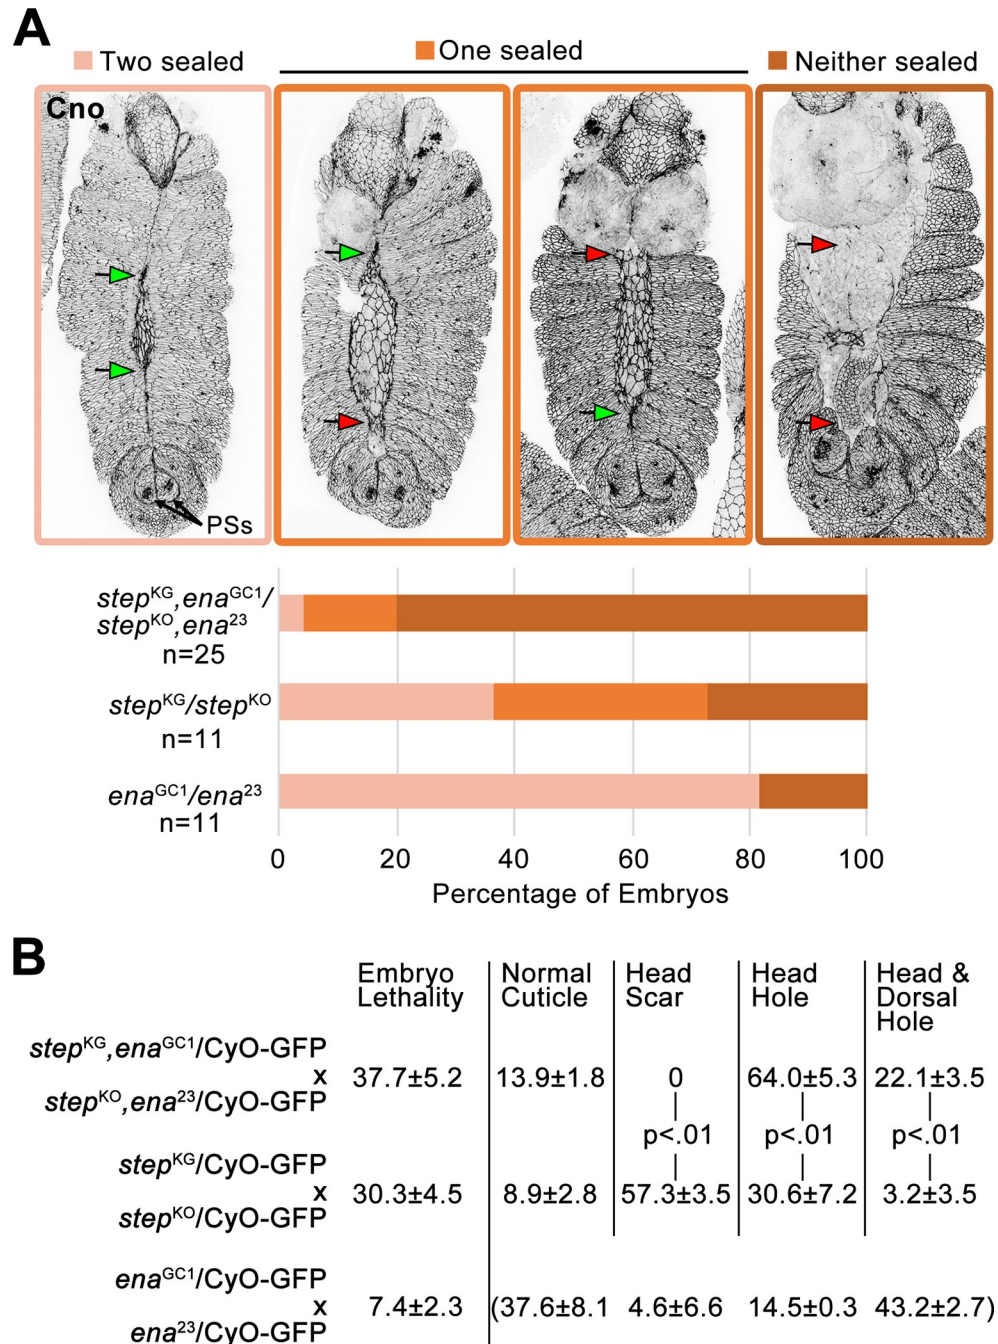 A
Two sealed
One sealed
Neither sealed
Cno
PSs
stepKG,enaGC1/
stepKO,ena23
n=25
stepKG/stepKO
n=11
enaGC1/ena23
n=11
0 20 40 60 80 100
Percentage of Embryos
B
Embryo Lethality
Normal Cuticle
Head Scar
Head Hole
Head & Dorsal Hole
stepKG,enaGC1/CyO-GFP
x 37.7±5.2 13.9±1.8 0 64.0±5.3 22.1±3.5
stepKO,ena23/CyO-GFP
p<.01 p<.01 p<.01
stepKG/CyO-GFP
x 30.3±4.5 8.9±2.8 57.3±3.5 30.6±7.2 3.2±3.5
stepKO/CyO-GFP
enaGC1/CyO-GFP
x 7.4±2.3 (37.6±8.1 4.6±6.6 14.5±0.3 43.2±2.7)
ena23/CyO-GFP